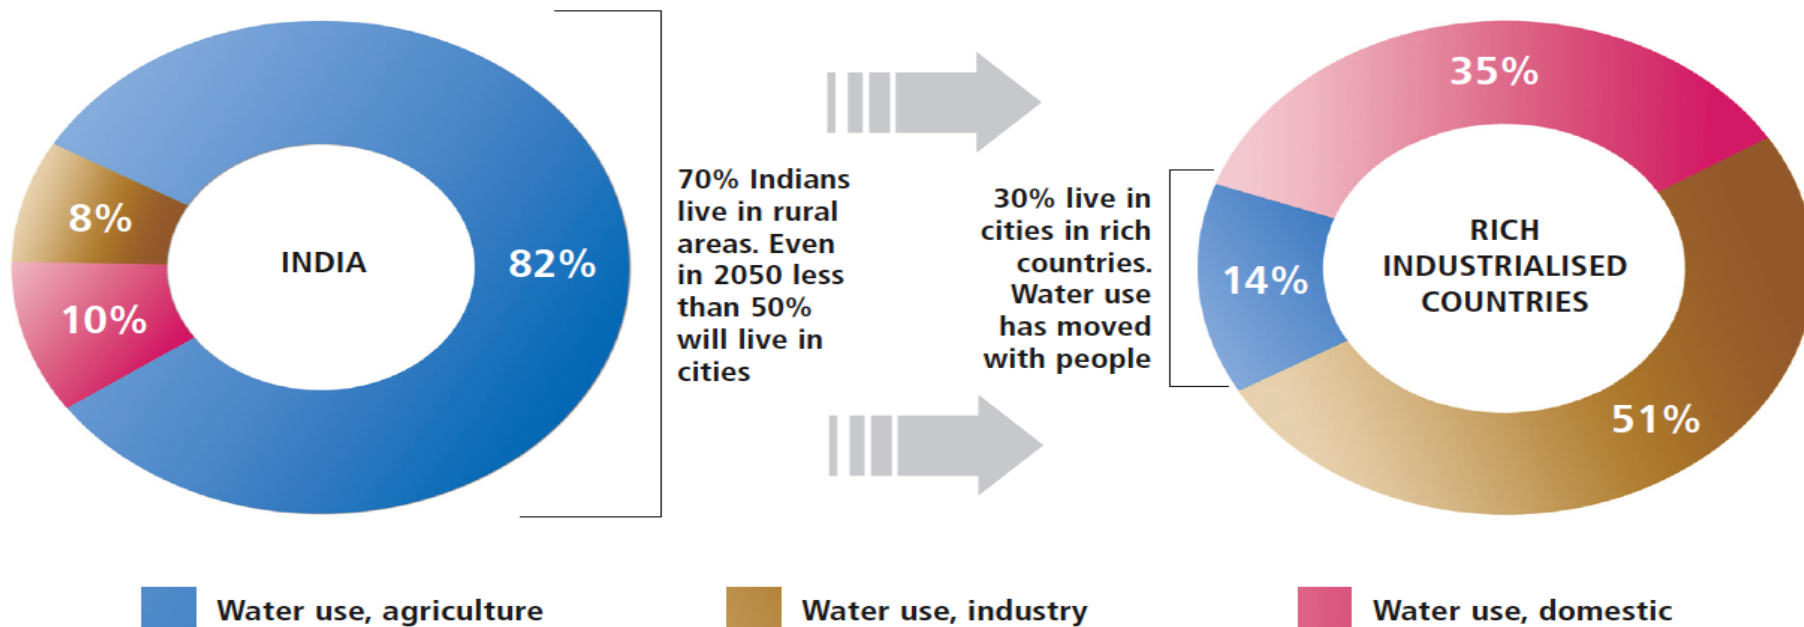 8%
10%
INDIA
82%
70% Indians
live in rural
areas. Even
in 2050 less
than 50%
will live in
cities
30% live in
cities in rich
countries.
Water use
has moved
with people
35%
14%
RICH
INDUSTRIALISED
COUNTRIES
51%
Water use, agriculture
Water use, industry
Water use, domestic